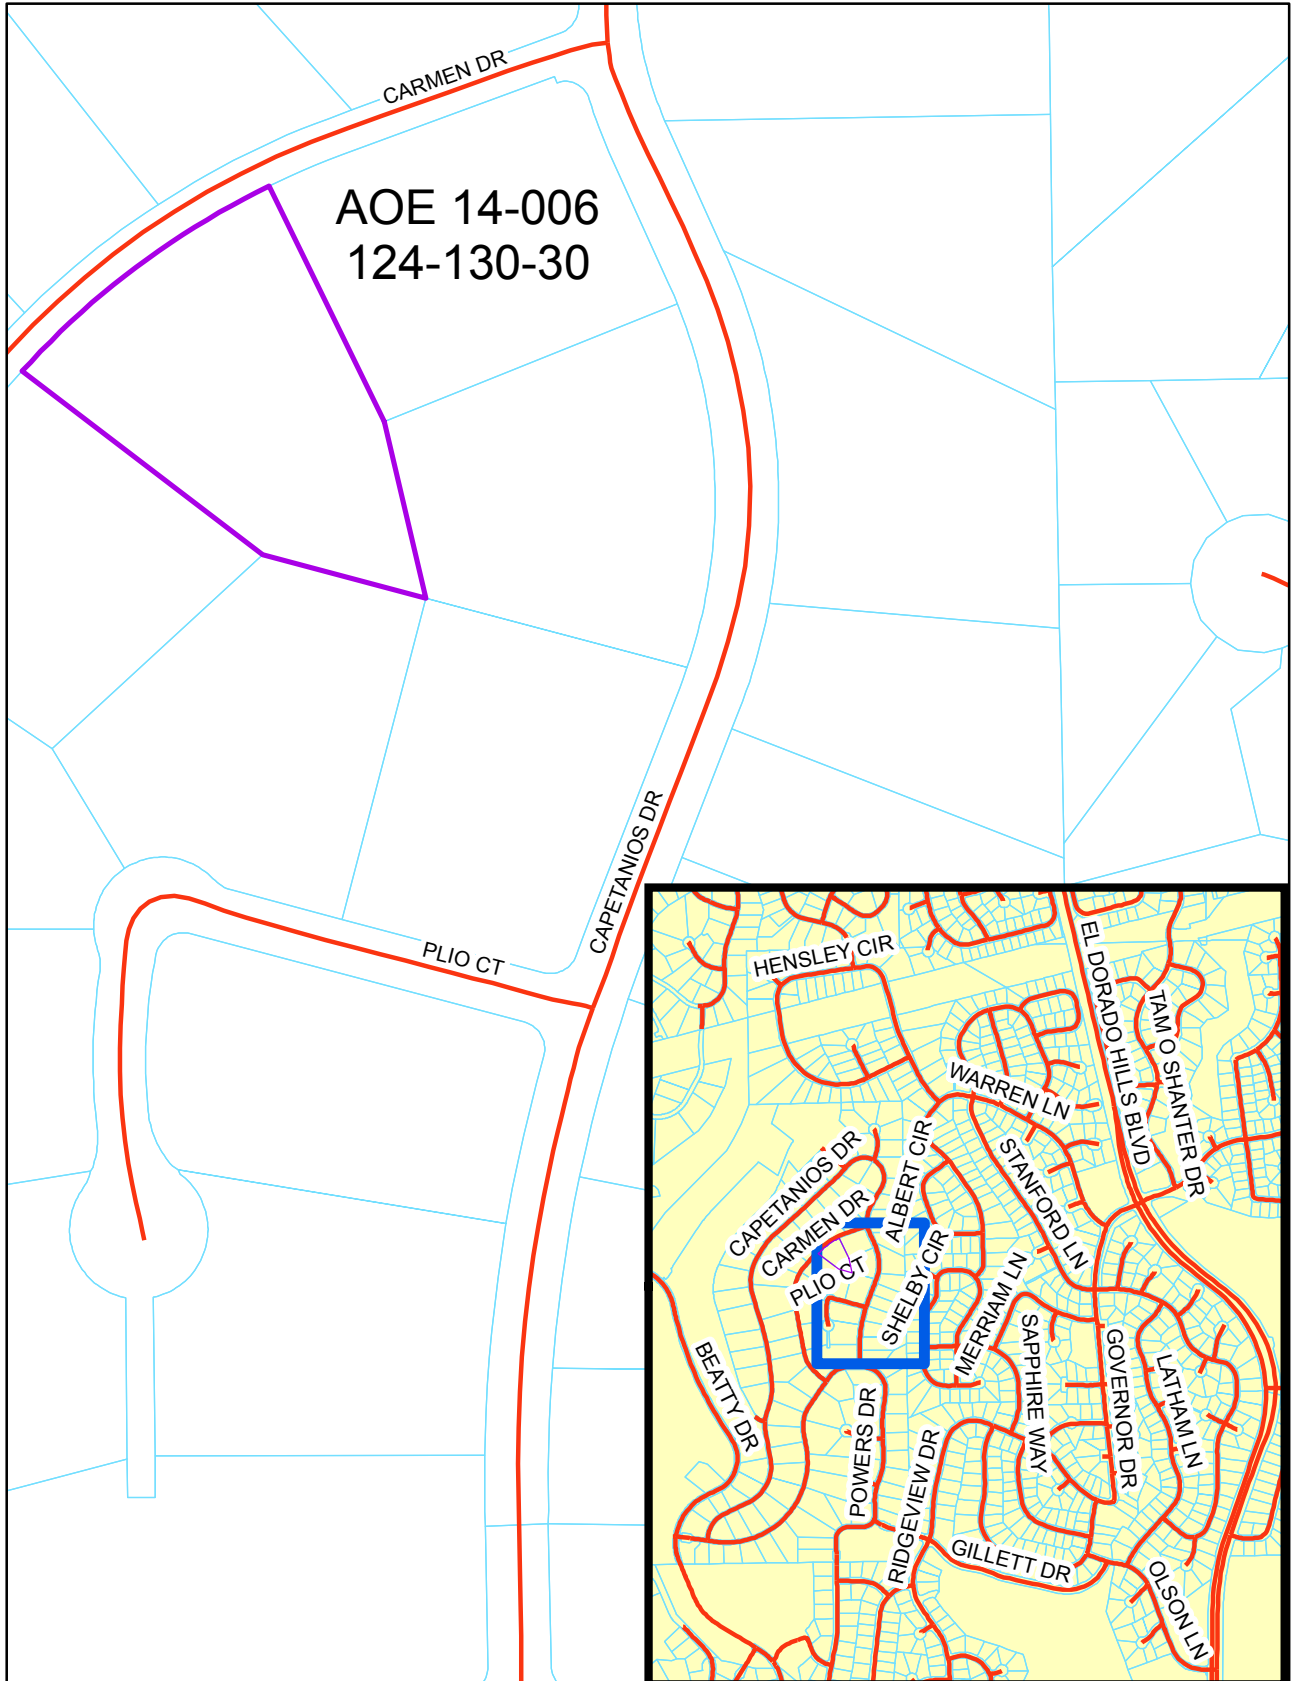 CARMEN DR
AOE 14-006
124-130-30
CAPETANIOS DR
PLIO CT
HENSLEY CIR
EL DORADO HILLS BLVD
TAM O SHANTER DR
WARREN LN
CAPETANIOS DR
ALBERT CIR
STANFORD LN
CARMEN DR
PLIO CT
SHELBY CIR
MERRIAM LN
BEATTY DR
SAPPHIRE WAY
GOVERNOR DR
LATHAM LN
POWERS DR
RIDGEVIEW DR
GILLETT DR
OLSON LN